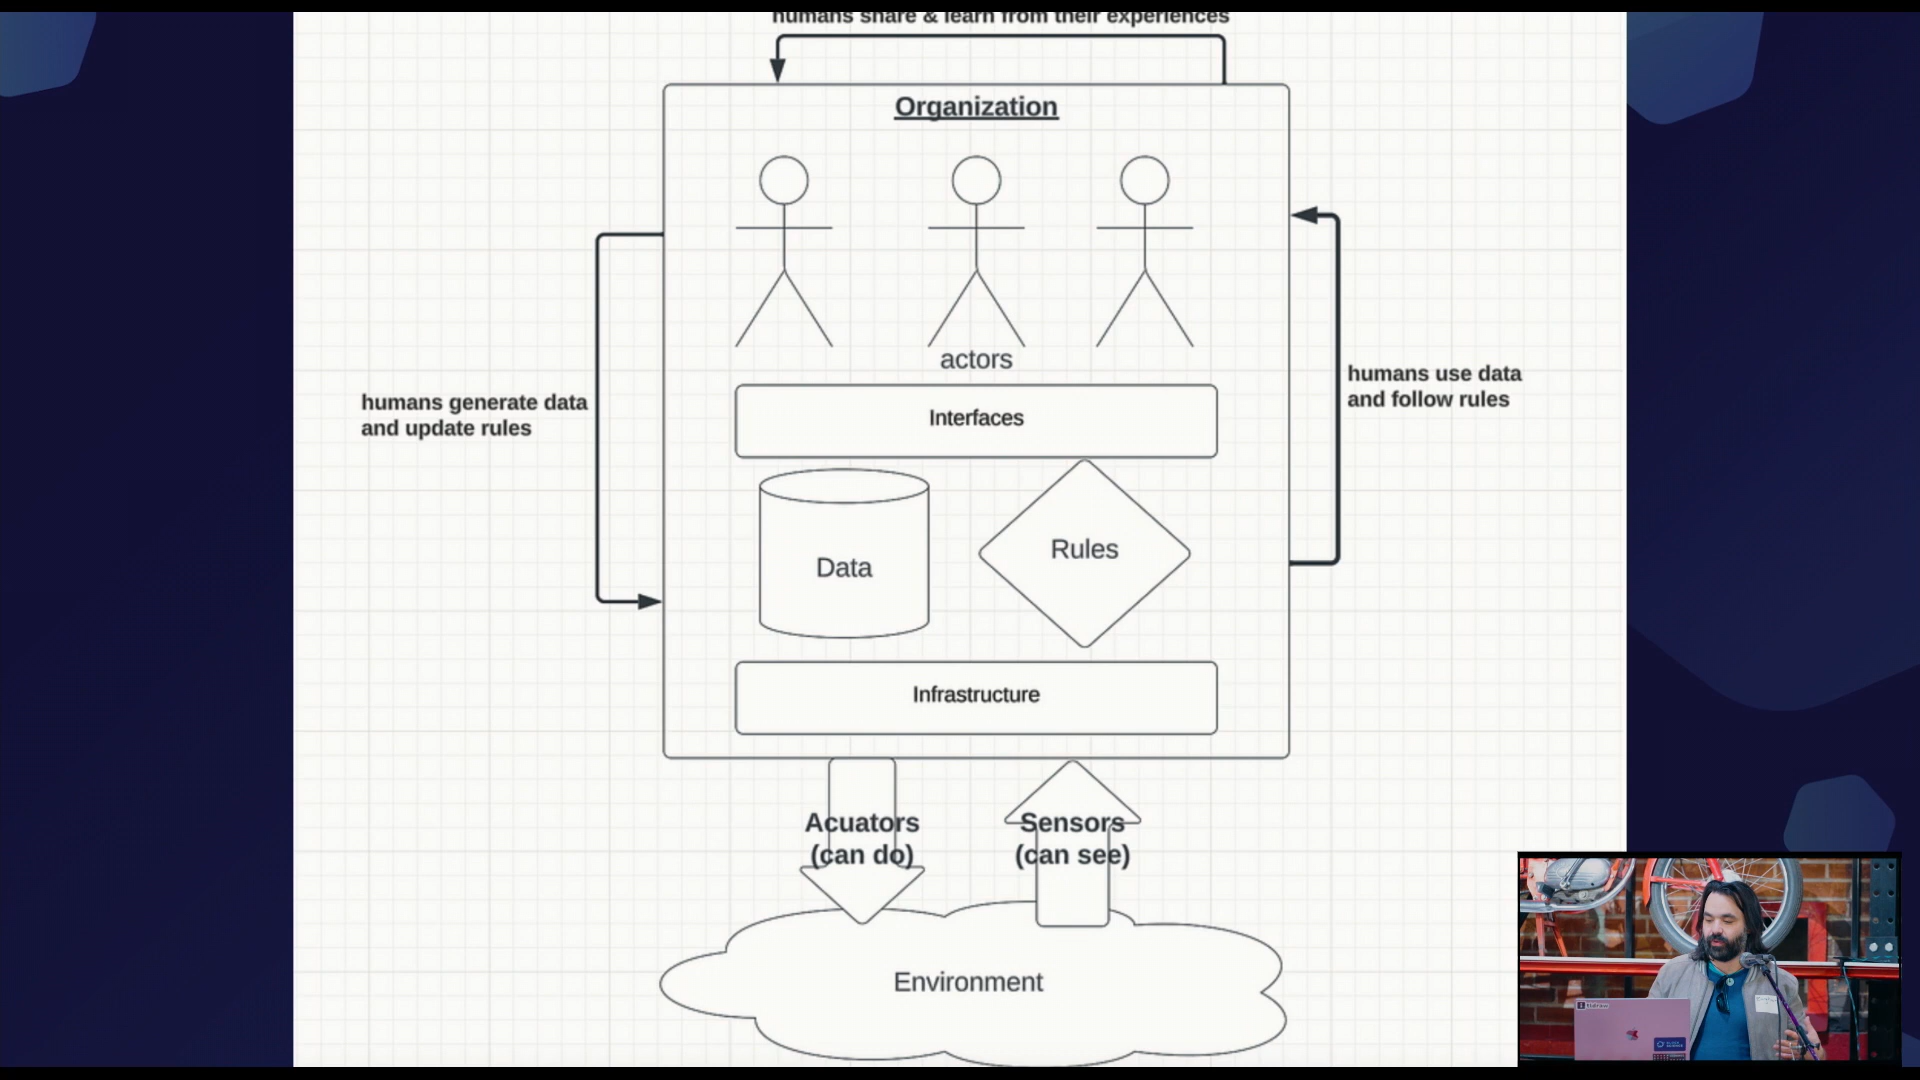 humans share & learn from their experiences
Organization
actors
Interfaces
humans generate data
and update rules
humans use data
and follow rules
Data
Rules
Infrastructure
Acuators
(can do)
Sensors
(can see)
Environment